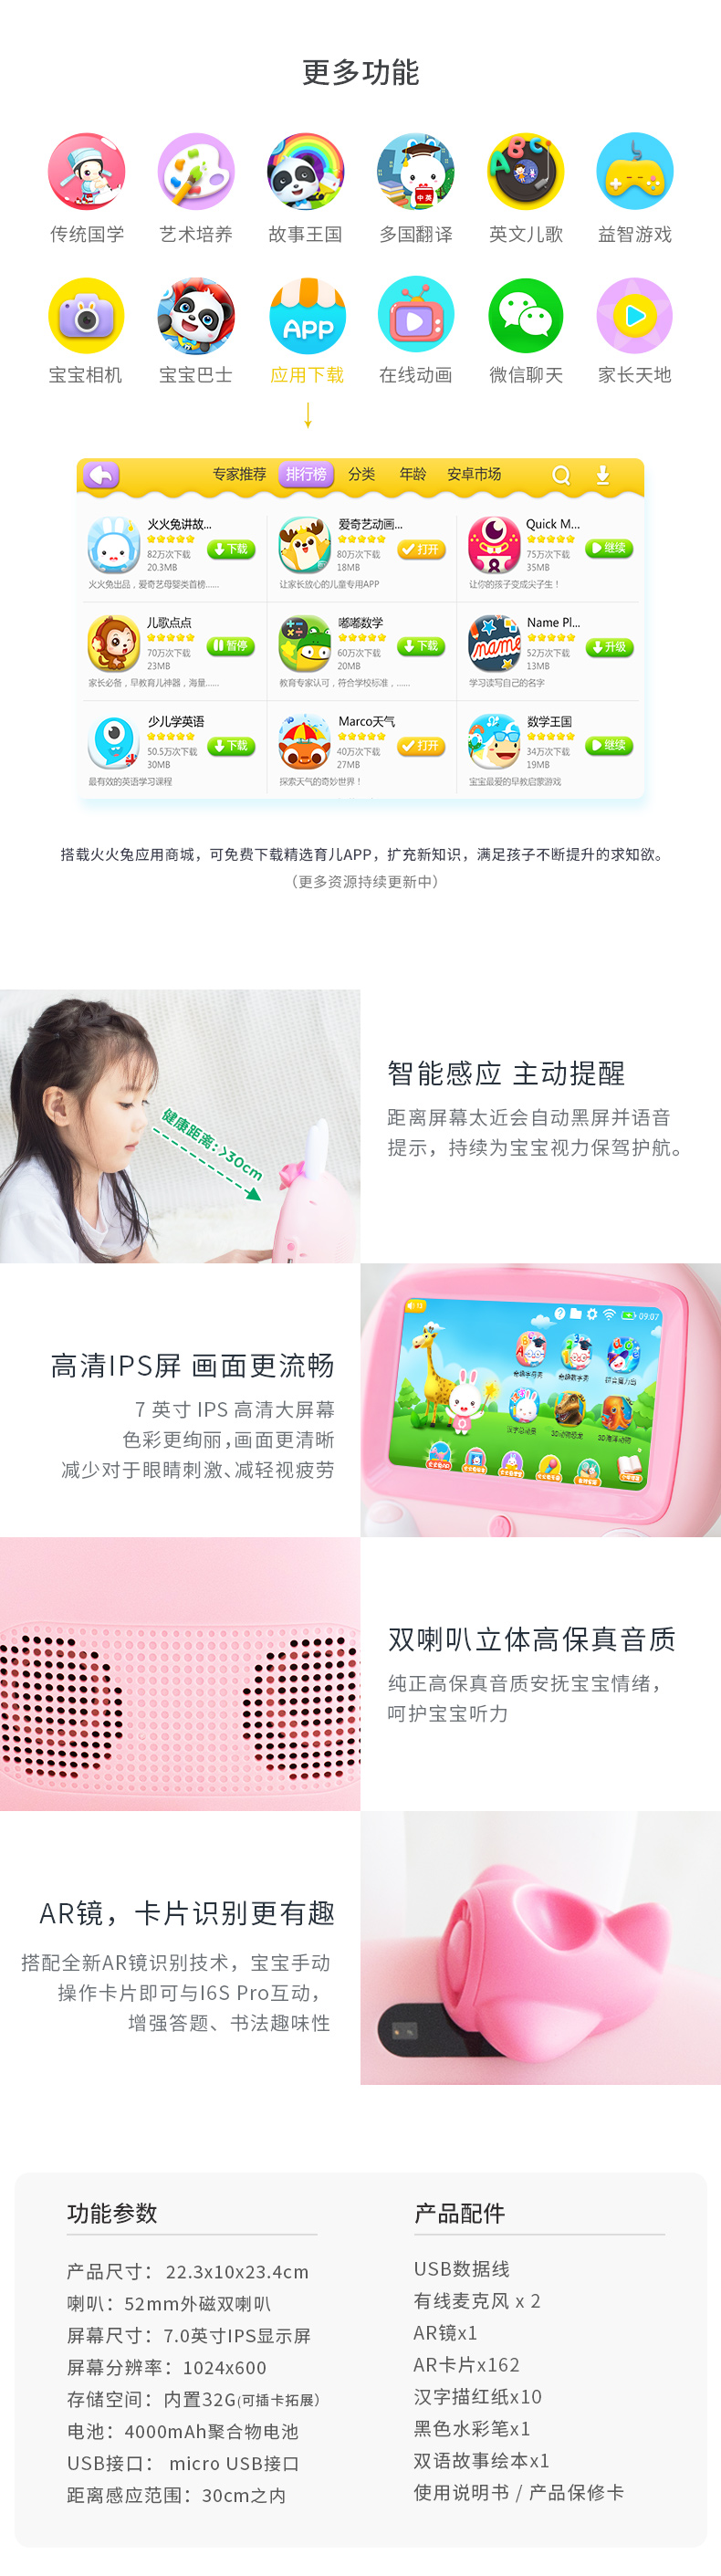 更多功能
传统国学 艺术培养 故事王国 多国翻译 英文儿歌 益智游戏
中英
ABC
宝宝相机 宝宝巴士 应用下载 在线动画 微信聊天 家长天地
APP
专家推荐 排行榜 分类 年龄 安卓市场
火火兔讲故...
82万次下载
20.3MB
下载
火火兔出品，爱奇艺母婴类首榜......
爱奇艺动画...
80万次下载
18MB
打开
让家长放心的儿童专用APP
Quick M...
75万次下载
35MB
继续
让你的孩子变成尖子生！
儿歌点点
70万次下载
23MB
暂停
家长必备，早教育儿神器，海量......
嘟嘟数学
60万次下载
20MB
下载
教育专家认可，符合学校标准，......
Name Pl...
52万次下载
13MB
升级
name
学习读写自己的名字
少儿学英语
50.5万次下载
30MB
下载
最有效的英语学习课程
Marco天气
40万次下载
27MB
打开
探索天气的奇妙世界！
数学王国
34万次下载
19MB
继续
宝宝最爱的早教启蒙游戏
搭载火火兔应用商城，可免费下载精选育儿APP，扩充新知识，满足孩子不断提升的求知欲。
（更多资源持续更新中）
健康距离：>30cm
智能感应 主动提醒
距离屏幕太近会自动黑屏并语音
提示，持续为宝宝视力保驾护航。
高清IPS屏 画面更流畅
7 英寸 IPS 高清大屏幕
色彩更绚丽，画面更清晰
减少对于眼睛刺激、减轻视疲劳
09:07
双喇叭立体高保真音质
纯正高保真音质安抚宝宝情绪，
呵护宝宝听力
AR镜，卡片识别更有趣
搭配全新AR镜识别技术，宝宝手动
操作卡片即可与I6S Pro互动，
增强答题、书法趣味性
功能参数
产品尺寸： 22.3x10x23.4cm
喇叭：52mm外磁双喇叭
屏幕尺寸：7.0英寸IPS显示屏
屏幕分辨率：1024x600
存储空间：内置32G(可插卡拓展）
电池：4000mAh聚合物电池
USB接口： micro USB接口
距离感应范围：30cm之内
产品配件
USB数据线
有线麦克风 x 2
AR镜x1
AR卡片x162
汉字描红纸x10
黑色水彩笔x1
双语故事绘本x1
使用说明书 / 产品保修卡